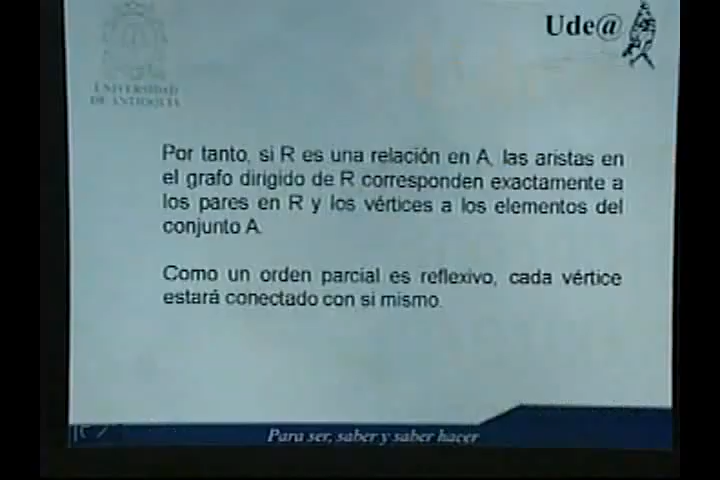 Ude@
UNIVERSIDAD
DE ANTIOQUIA
Por tanto, si R es una relación en A, las aristas en
el grafo dirigido de R corresponden exactamente a
los pares en R y los vértices a los elementos del
conjunto A.
Como un orden parcial es reflexivo, cada vértice
estará conectado con si mismo.
Para ser, saber y saber hacer